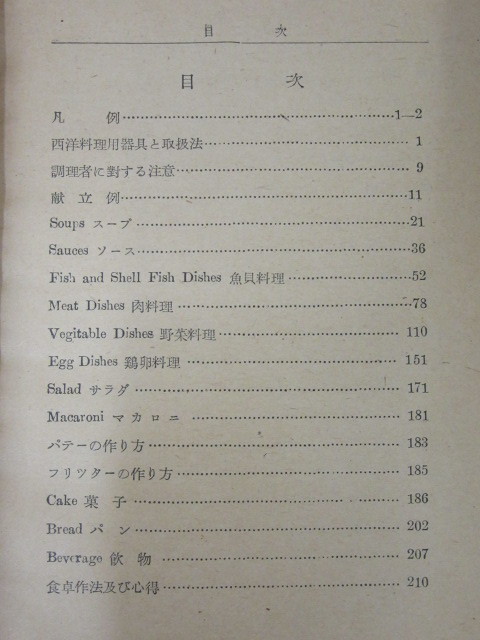 目次
目次
凡例……1—2
西洋料理用器具と取扱法……1
調理者に對する注意……9
献立例……11
Soups スープ……21
Sauces ソース……36
Fish and Shell Fish Dishes 魚貝料理……52
Meat Dishes 肉料理……78
Vegitable Dishes 野菜料理……110
Egg Dishes 鶏卵料理……151
Salad サラダ……171
Macaroni マカロニ……181
パテーの作り方……183
フリツターの作り方……185
Cake 菓子……186
Bread パン……202
Beverage 飲物……207
食卓作法及び心得……210